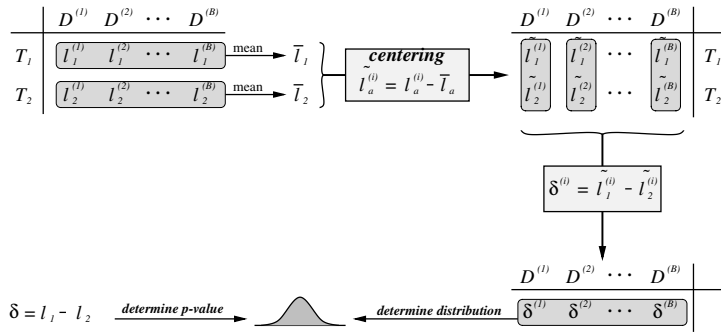 D^(1) D^(2) ··· D^(B)
T_1 l_1^(1) l_1^(2) ··· l_1^(B) mean l̅_1
T_2 l_2^(1) l_2^(2) ··· l_2^(B) mean l̅_2
centering
l̃_a^(i) = l_a^(i) - l̅_a
D^(1) D^(2) ··· D^(B)
l̃_1^(1) l̃_1^(2) ··· l̃_1^(B) T_1
l̃_2^(1) l̃_2^(2) ··· l̃_2^(B) T_2
δ^(i) = l̃_1^(i) - l̃_2^(i)
D^(1) D^(2) ··· D^(B)
δ^(1) δ^(2) ··· δ^(B)
determine distribution
determine p-value
δ = l_1 - l_2